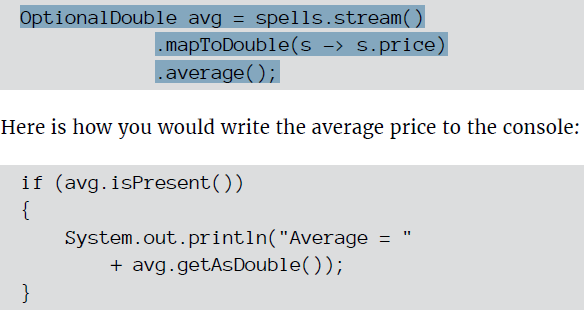 OptionalDouble avg = spells.stream()
.mapToDouble(s -> s.price)
.average();
Here is how you would write the average price to the console:
if (avg.isPresent())
{
System.out.println("Average = "
+ avg.getAsDouble());
}